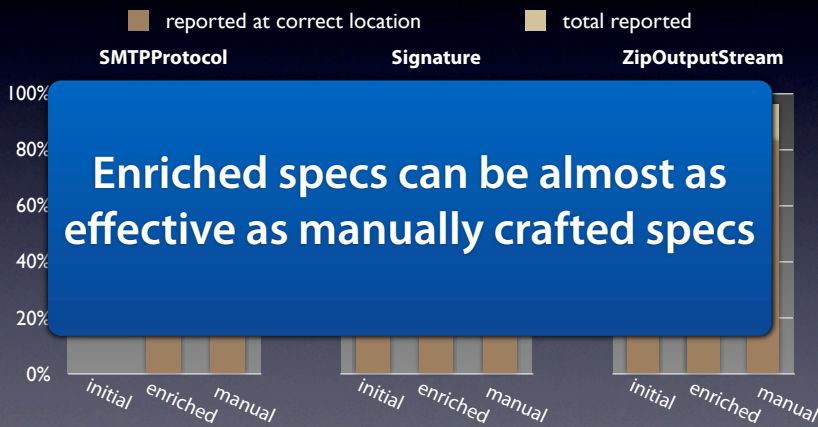 reported at correct location
total reported
SMTPProtocol
Signature
ZipOutputStream
100%
80%
60%
40%
20%
0%
Enriched specs can be almost as
effective as manually crafted specs
initial
enriched
manual
initial
enriched
manual
initial
enriched
manual